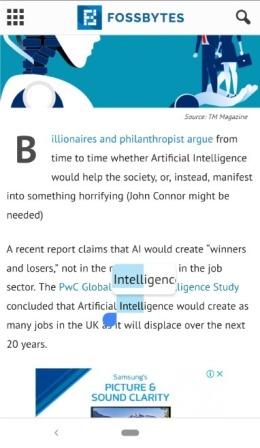 FOSSBYTES
Source: TM Magazine
Billionaires and philanthropist argue from
time to time whether Artificial Intelligence
would help the society, or, instead, manifest
into something horrifying (John Connor might be
needed)
A recent report claims that AI would create “winners
and losers,” not in the in the job
Intelligenc
sector. The PwC Global lligence Study
concluded that Artificial Intelligence would create as
many jobs in the UK as it will displace over the next
20 years.
Samsung's
PICTURE &
SOUND CLARITY